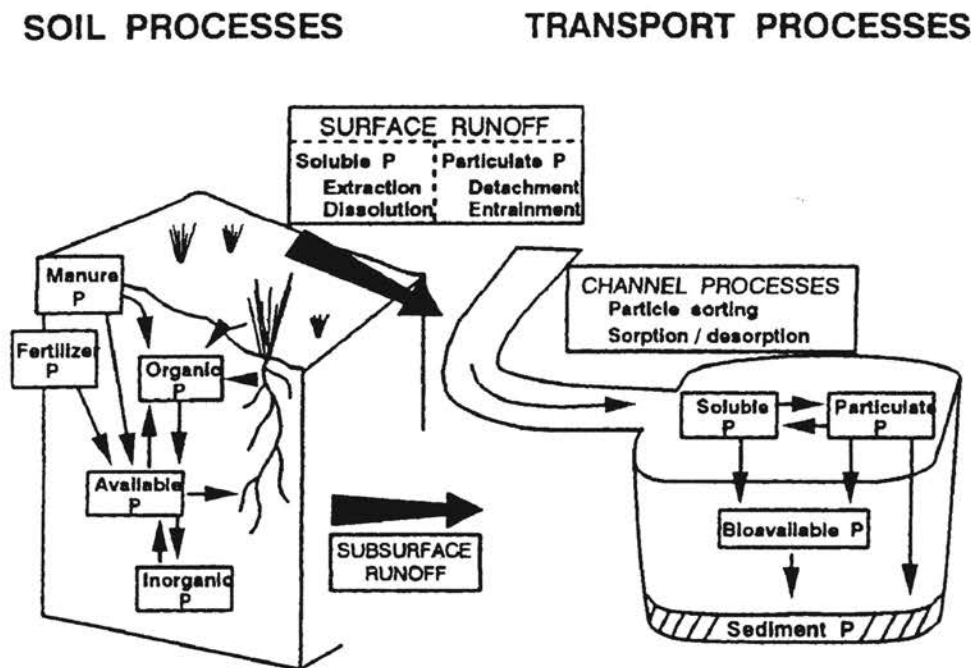 SOIL PROCESSES
TRANSPORT PROCESSES
SURFACE RUNOFF
Soluble P
Extraction
Dissolution
Particulate P
Detachment
Entrainment
Manure
P
Fertilizer
P
Organic
P
Available
P
Inorganic
P
SUBSURFACE
RUNOFF
CHANNEL PROCESSES
Particle sorting
Sorption / desorption
Soluble
P
Particulate
P
Bioavailable P
Sediment P